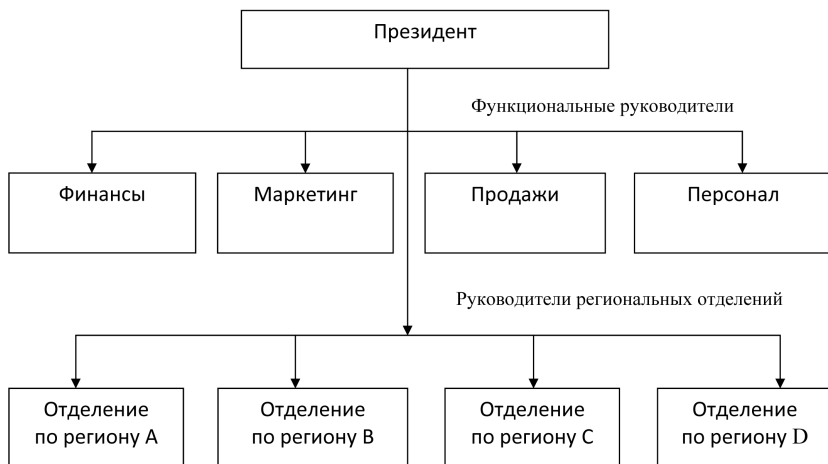 Президент
Функциональные руководители
Финансы
Маркетинг
Продажи
Персонал
Руководители региональных отделений
Отделение
по региону A
Отделение
по региону B
Отделение
по региону C
Отделение
по региону D